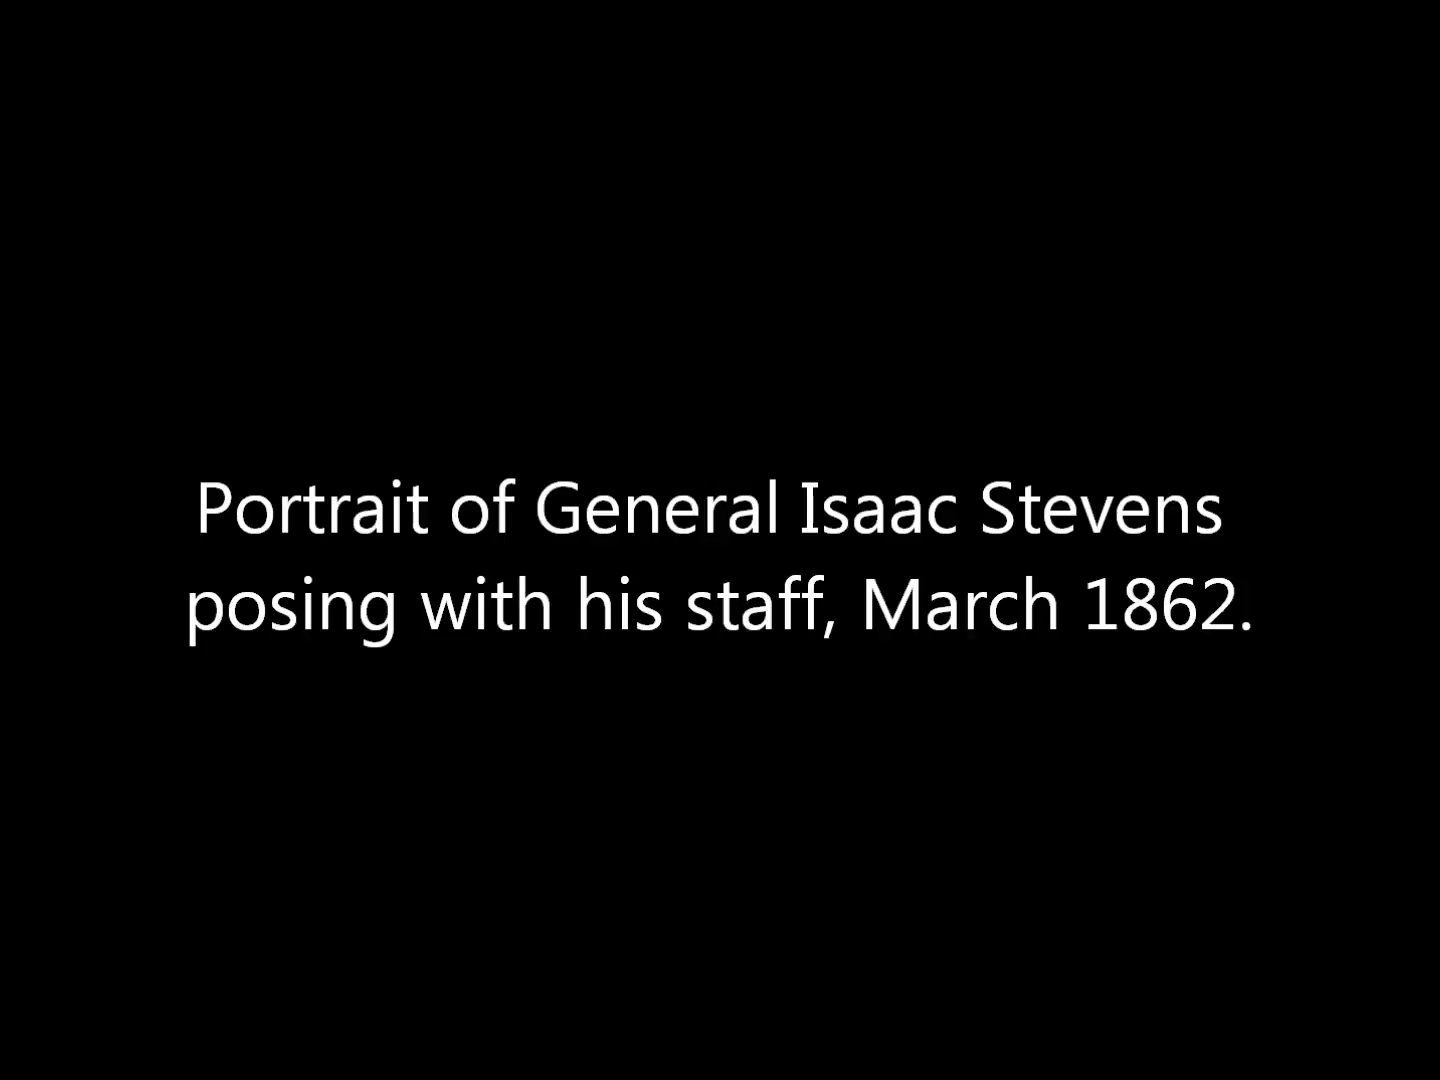 Portrait of General Isaac Stevens
posing with his staff, March 1862.